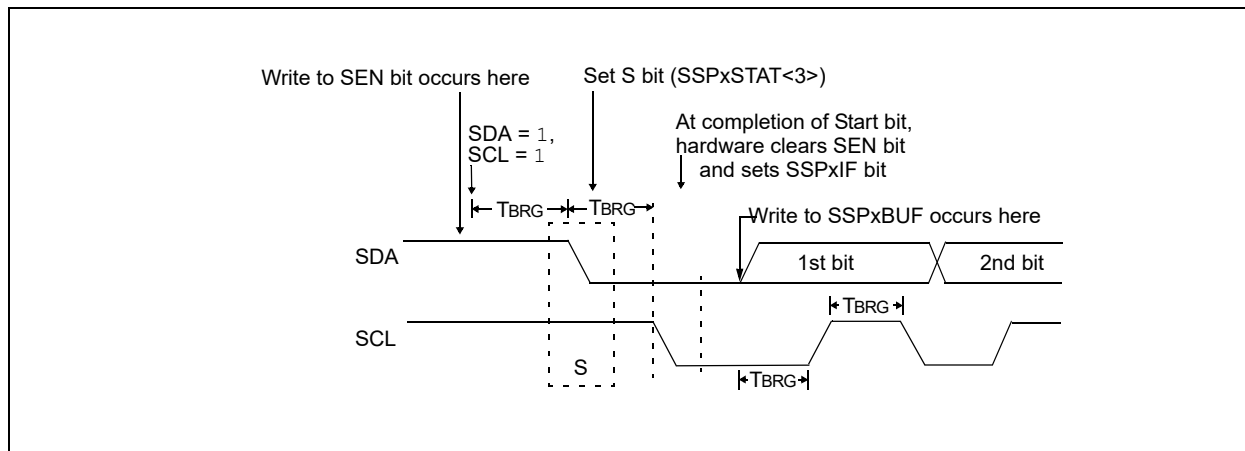 Write to SEN bit occurs here
Set S bit (SSPxSTAT<3>)
SDA = 1,
SCL = 1
At completion of Start bit,
hardware clears SEN bit
and sets SSPxIF bit
TBRG
TBRG
Write to SSPxBUF occurs here
SDA
1st bit
2nd bit
TBRG
SCL
S
TBRG